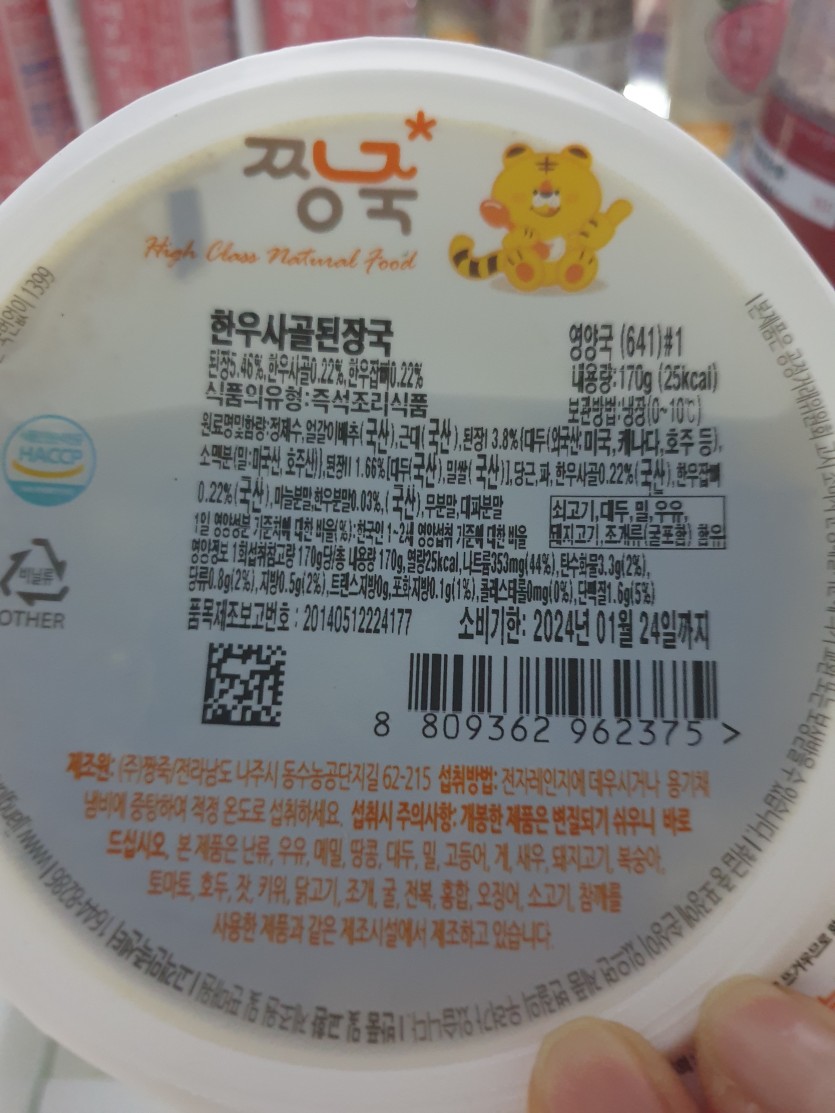 짱죽*
High Class Natural Food
한우사골된장국
영양국 (641)#1
된장5.46%,한우사골0.22%,한우잡뼈0.22%
내용량:170g (25kcal)
식품의유형:즉석조리식품
보관방법:냉장(0~10℃)
원료명및함량:정제수,얼갈이배추(국산),근대(국산),된장I 3.8%{대두(외국산:미국,캐나다,호주 등),
소맥분(밀:미국산, 호주산)},된장II 1.66%[대두(국산),밀쌀(국산)],당근,파,한우사골0.22%(국산),한우잡뼈
0.22%(국산),마늘분말,한우분말0.03%,(국산),무분말,대파분말
쇠고기,대두,밀,우유,
돼지고기,조개류(굴포함) 함유
1일 영양성분 기준치에 대한 비율(%):한국인 1~2세 영양섭취 기준에 대한 비율
영양정보 1회섭취참고량 170g당/총 내용량 170g,열량25kcal,나트륨353mg(44%),탄수화물3.3g(2%),
당류0.8g(2%),지방0.5g(2%),트랜스지방0g,포화지방0.1g(1%),콜레스테롤0mg(0%),단백질1.6g(5%)
품목제조보고번호 : 20140512224177
소비기한: 2024년 01월 24일까지
8 809362 962375 >
제조원: (주)짱죽/전라남도 나주시 동수농공단지길 62-215 섭취방법: 전자레인지에 데우시거나 용기채
냄비에 중탕하여 적정 온도로 섭취하세요. 섭취시 주의사항: 개봉한 제품은 변질되기 쉬우니 바로
드십시오. 본 제품은 난류, 우유, 메밀, 땅콩, 대두, 밀, 고등어, 게, 새우, 돼지고기, 복숭아,
토마토, 호두, 잣, 키위, 닭고기, 조개, 굴, 전복, 홍합, 오징어, 소고기, 참깨를
사용한 제품과 같은 제조시설에서 제조하고 있습니다.
HACCP
비닐류
OTHER
국번없이 1399